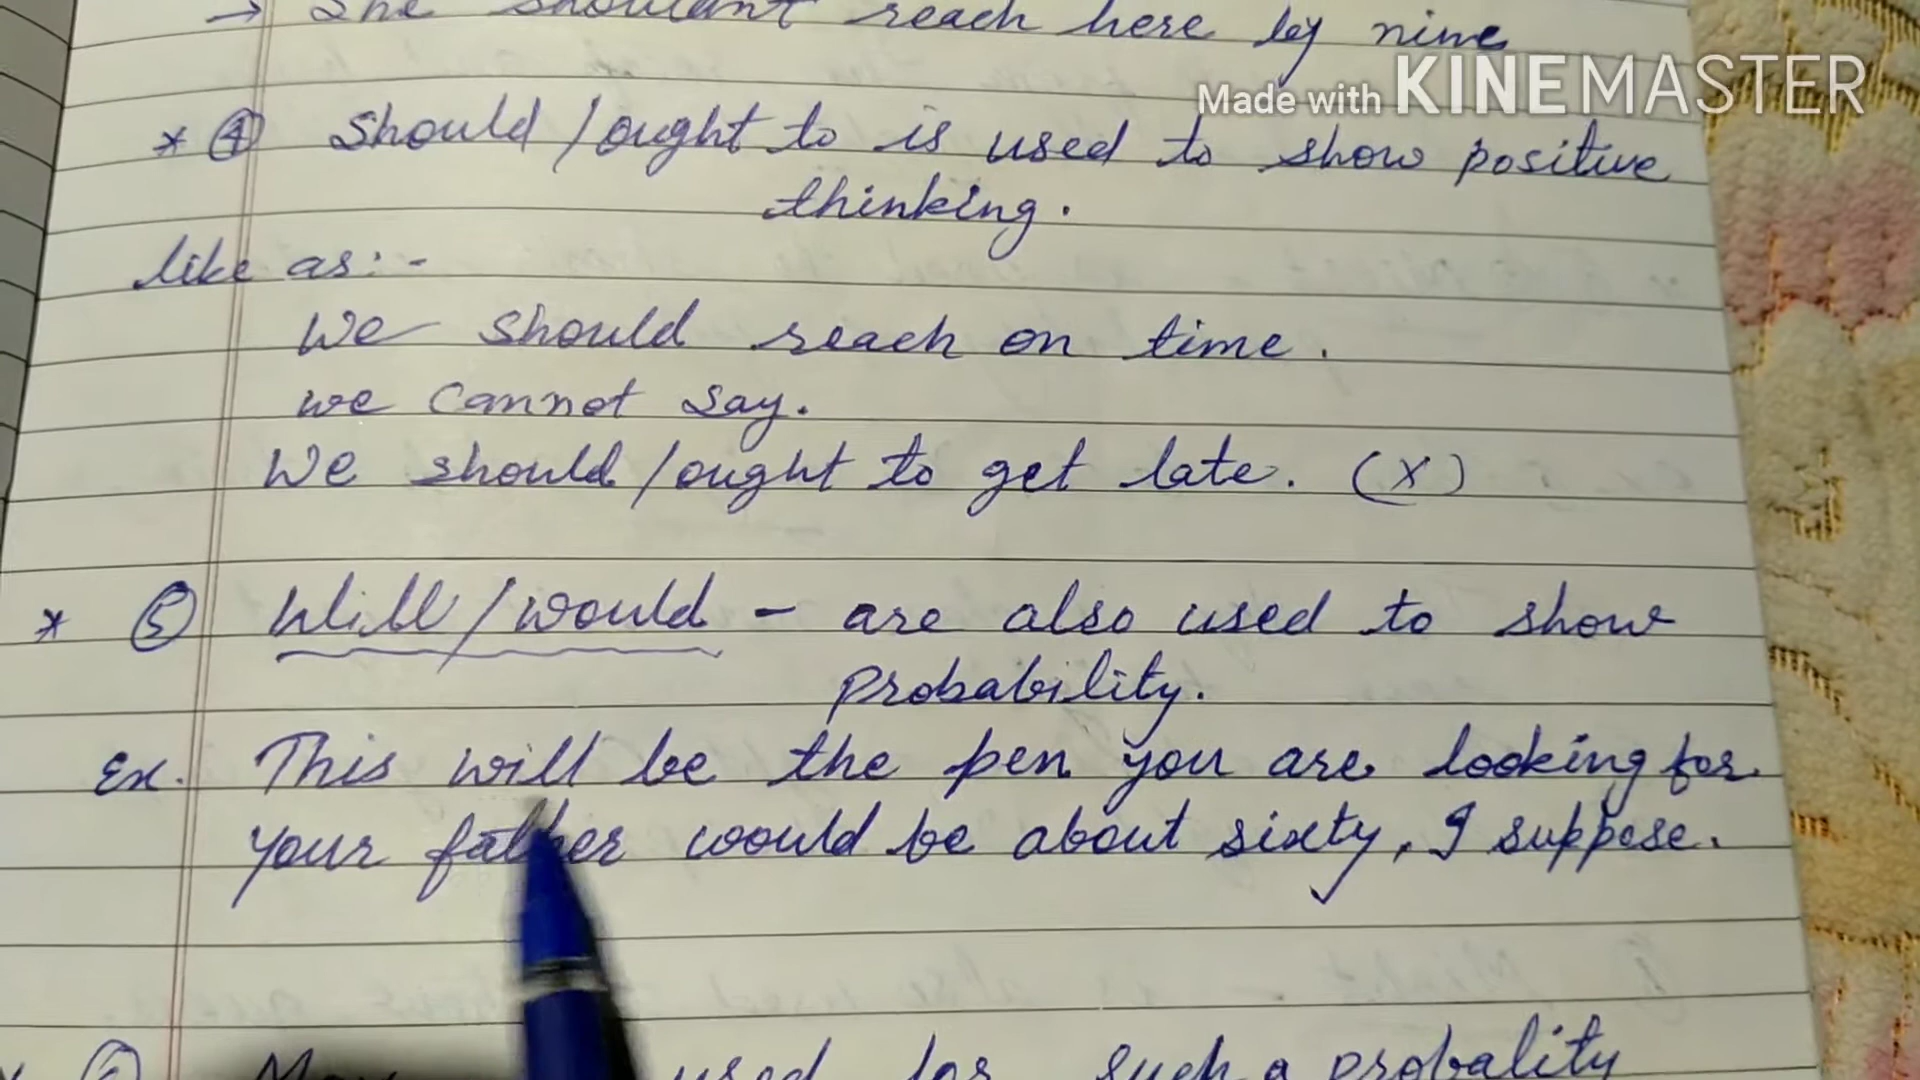 → She shouldn't reach here by nine
Made with KINEMASTER
* ④ Should/ought to is used to show positive
thinking.
like as:-
We should reach on time.
we cannot say.
We should/ought to get late. (X)
* ⑤ Will/would - are also used to show
probability.
Ex. This will be the pen you are looking for.
Your father would be about sixty, I suppose.
used for such a probality